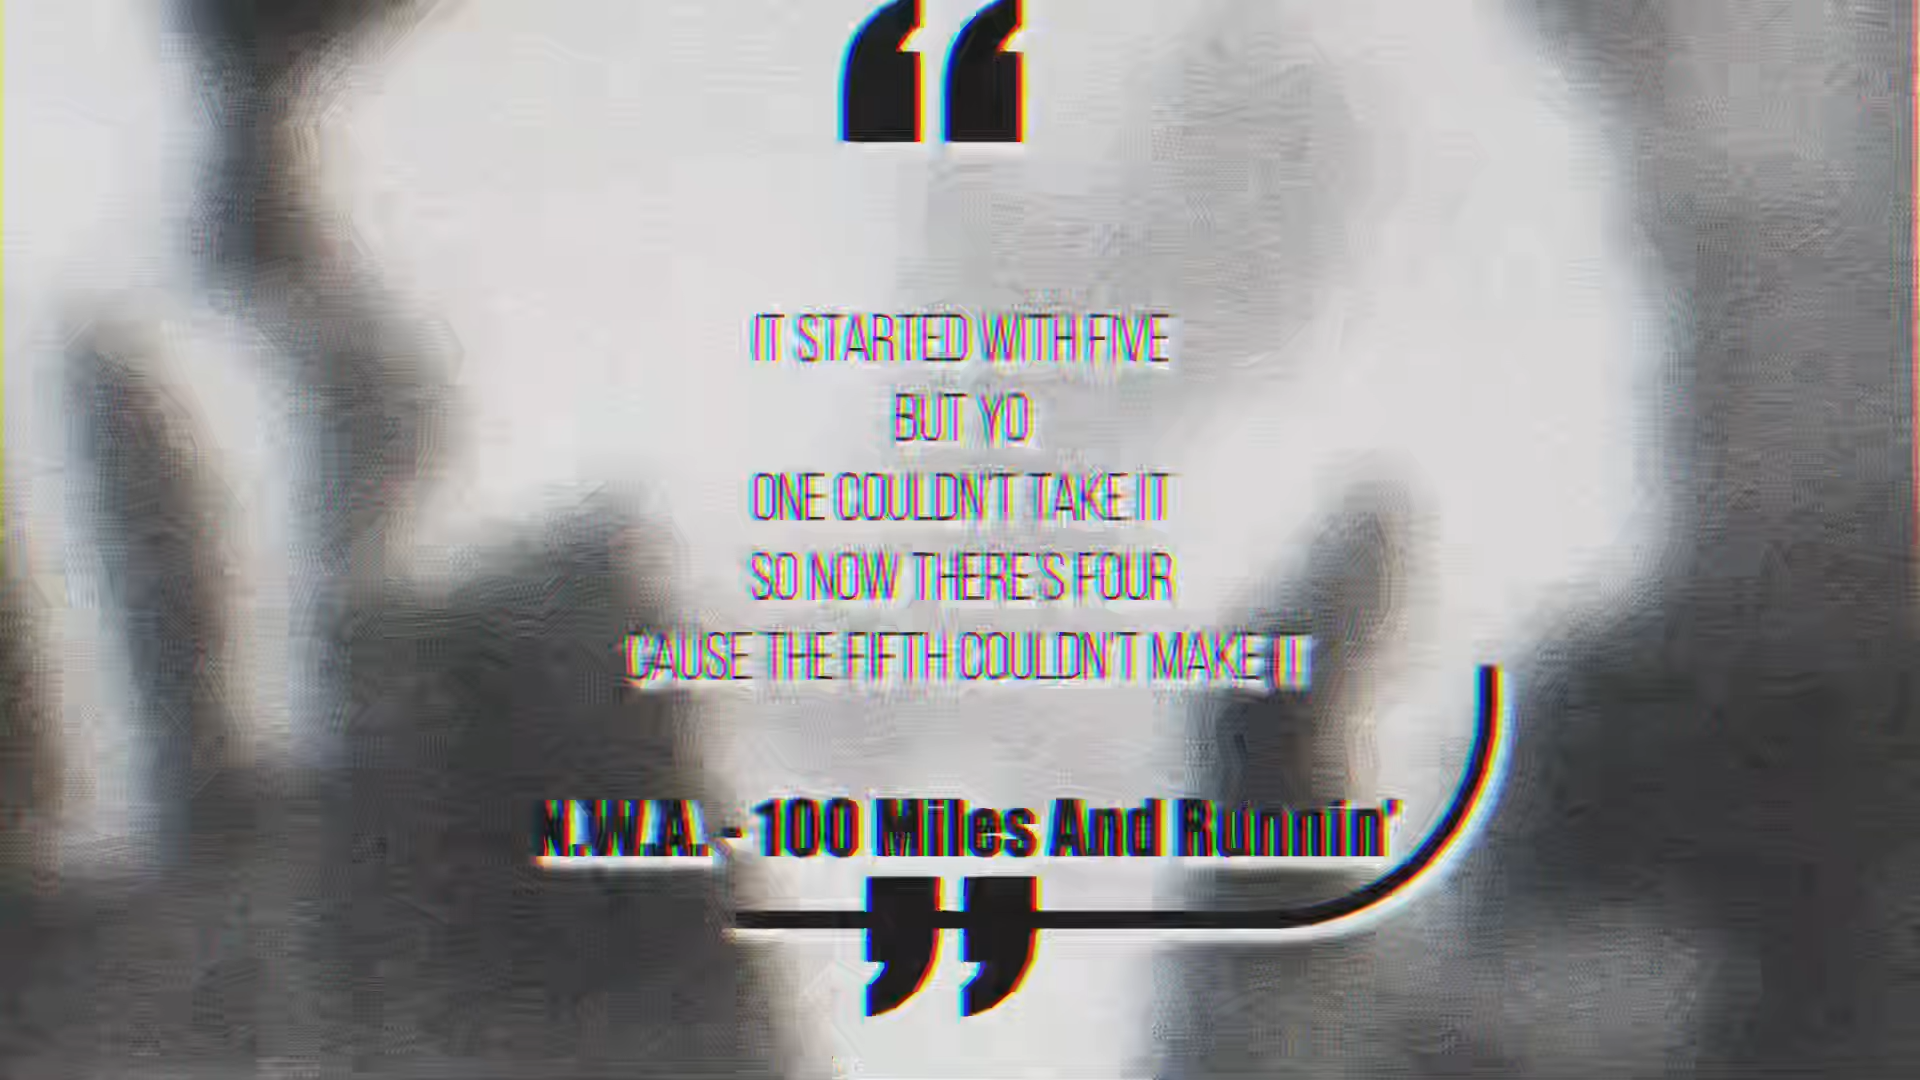 “
IT STARTED WITH FIVE
BUT YO
ONE COULDN'T TAKE IT
SO NOW THERE'S FOUR
'CAUSE THE FIFTH COULDN'T MAKE IT
N.W.A. - 100 Miles And Runnin'
”